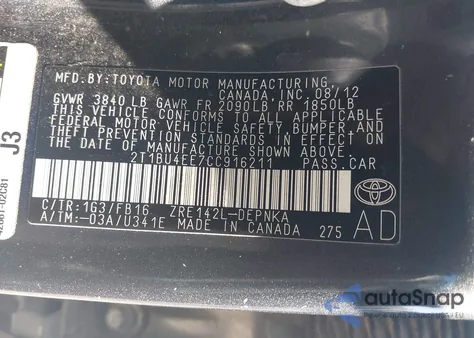 MFD.BY:TOYOTA MOTOR MANUFACTURING
CANADA,INC. 08/12
GVWR 3840 LB GAWR FR 2090LB RR 1850LB
THIS VEHICLE CONFORMS TO ALL APPLICABLE
FEDERAL MOTOR VEHICLE SAFETY, BUMPER, AND
THEFT PREVENTION STANDARDS IN EFFECT ON
THE DATE OF MANUFACTURE SHOWN ABOVE.
2T1BU4EE7CC916211 PASS.CAR
C/TR:1G3/FB16 ZRE142L-DEPNKA
A/TM:-03A/U341E MADE IN CANADA 275
AD
J3
42661-02C81
autoSnap